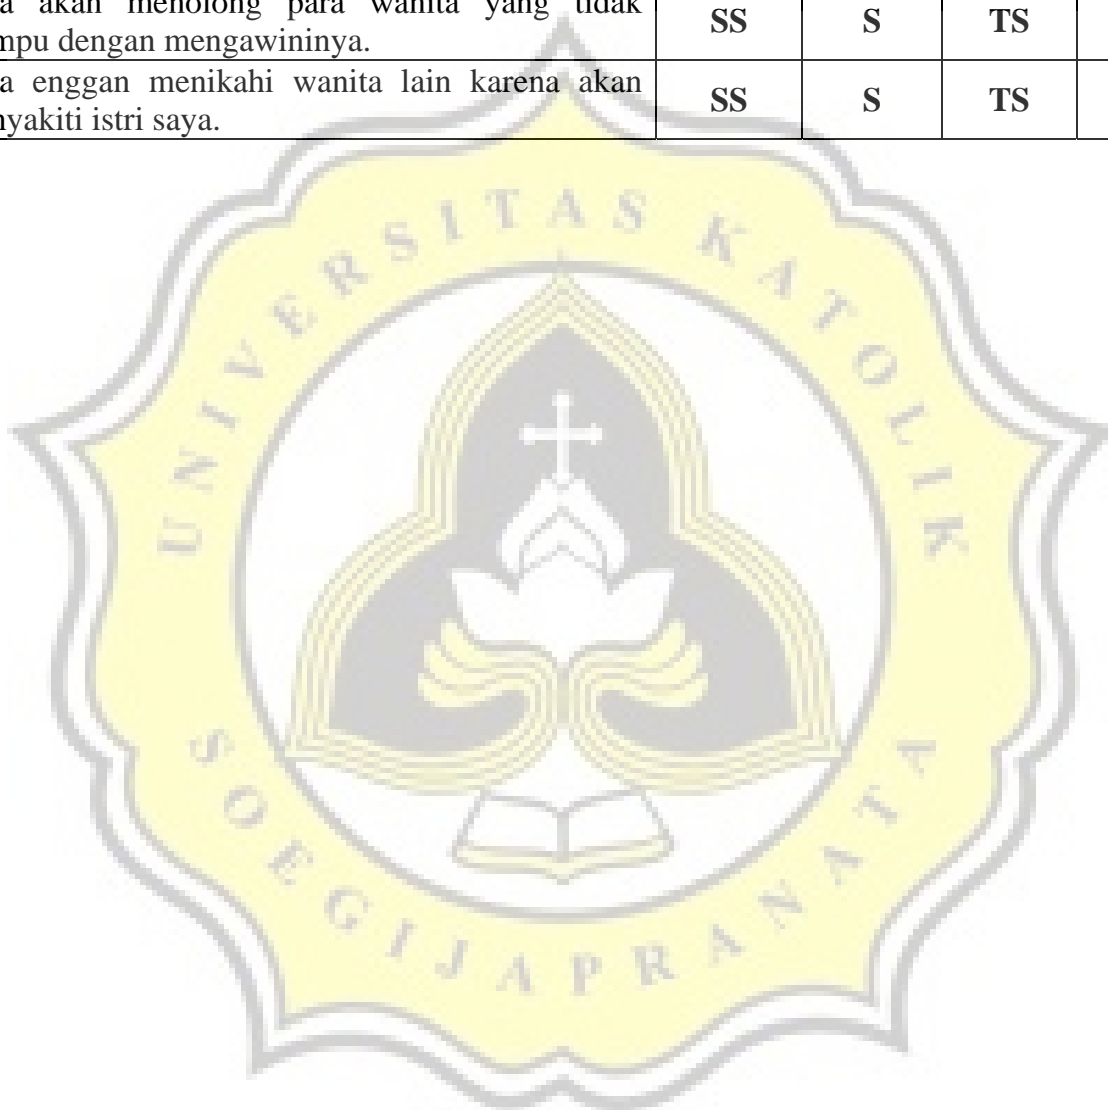 a akan menolong para wanita yang tidak SS S TS
mpu dengan mengawininya.
a enggan menikahi wanita lain karena akan SS S TS
nyakiti istri saya.
UNIVERSITAS KATOLIK
SOEGIJAPRANATA